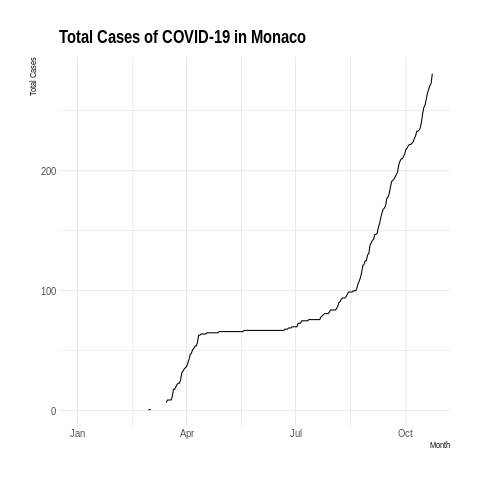 Total Cases of COVID-19 in Monaco
Total Cases
200
100
0
Jan Apr Jul Oct
Month